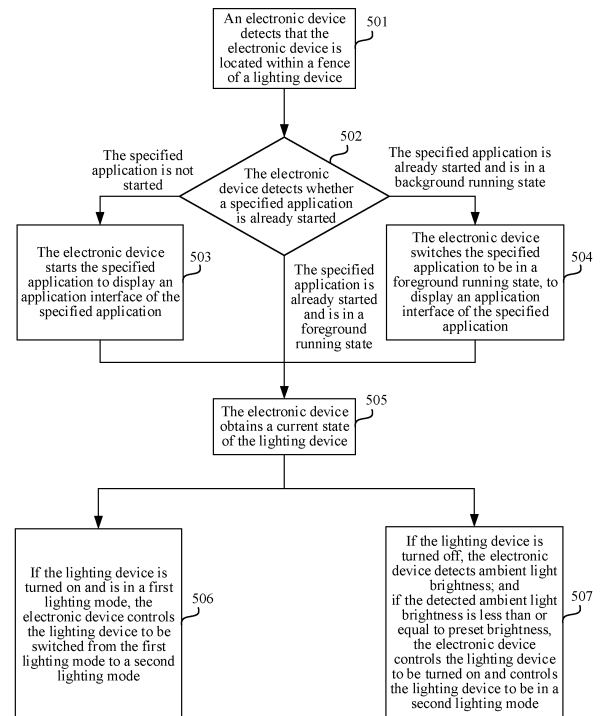 An electronic device
detects that the
electronic device is
located within a fence
of a lighting device
501
502
The specified
application is not
started
The electronic
device detects whether
a specified application
is already started
The specified application is
already started and is in a
background running state
The electronic device
starts the specified
application to display an
application interface of the
specified application
503
The specified
application is
already started
and is in a
foreground
running state
The electronic device
switches the specified
application to be in a
foreground running state, to
display an application
interface of the specified
application
504
The electronic device
obtains a current state
of the lighting device
505
If the lighting device is
turned on and is in a first
lighting mode, the
electronic device controls
the lighting device to be
switched from the first
lighting mode to a second
lighting mode
506
If the lighting device is
turned off, the electronic
device detects ambient light
brightness; and
if the detected ambient light
brightness is less than or
equal to preset brightness,
the electronic device
controls the lighting device
to be turned on and controls
the lighting device to be in a
second lighting mode
507